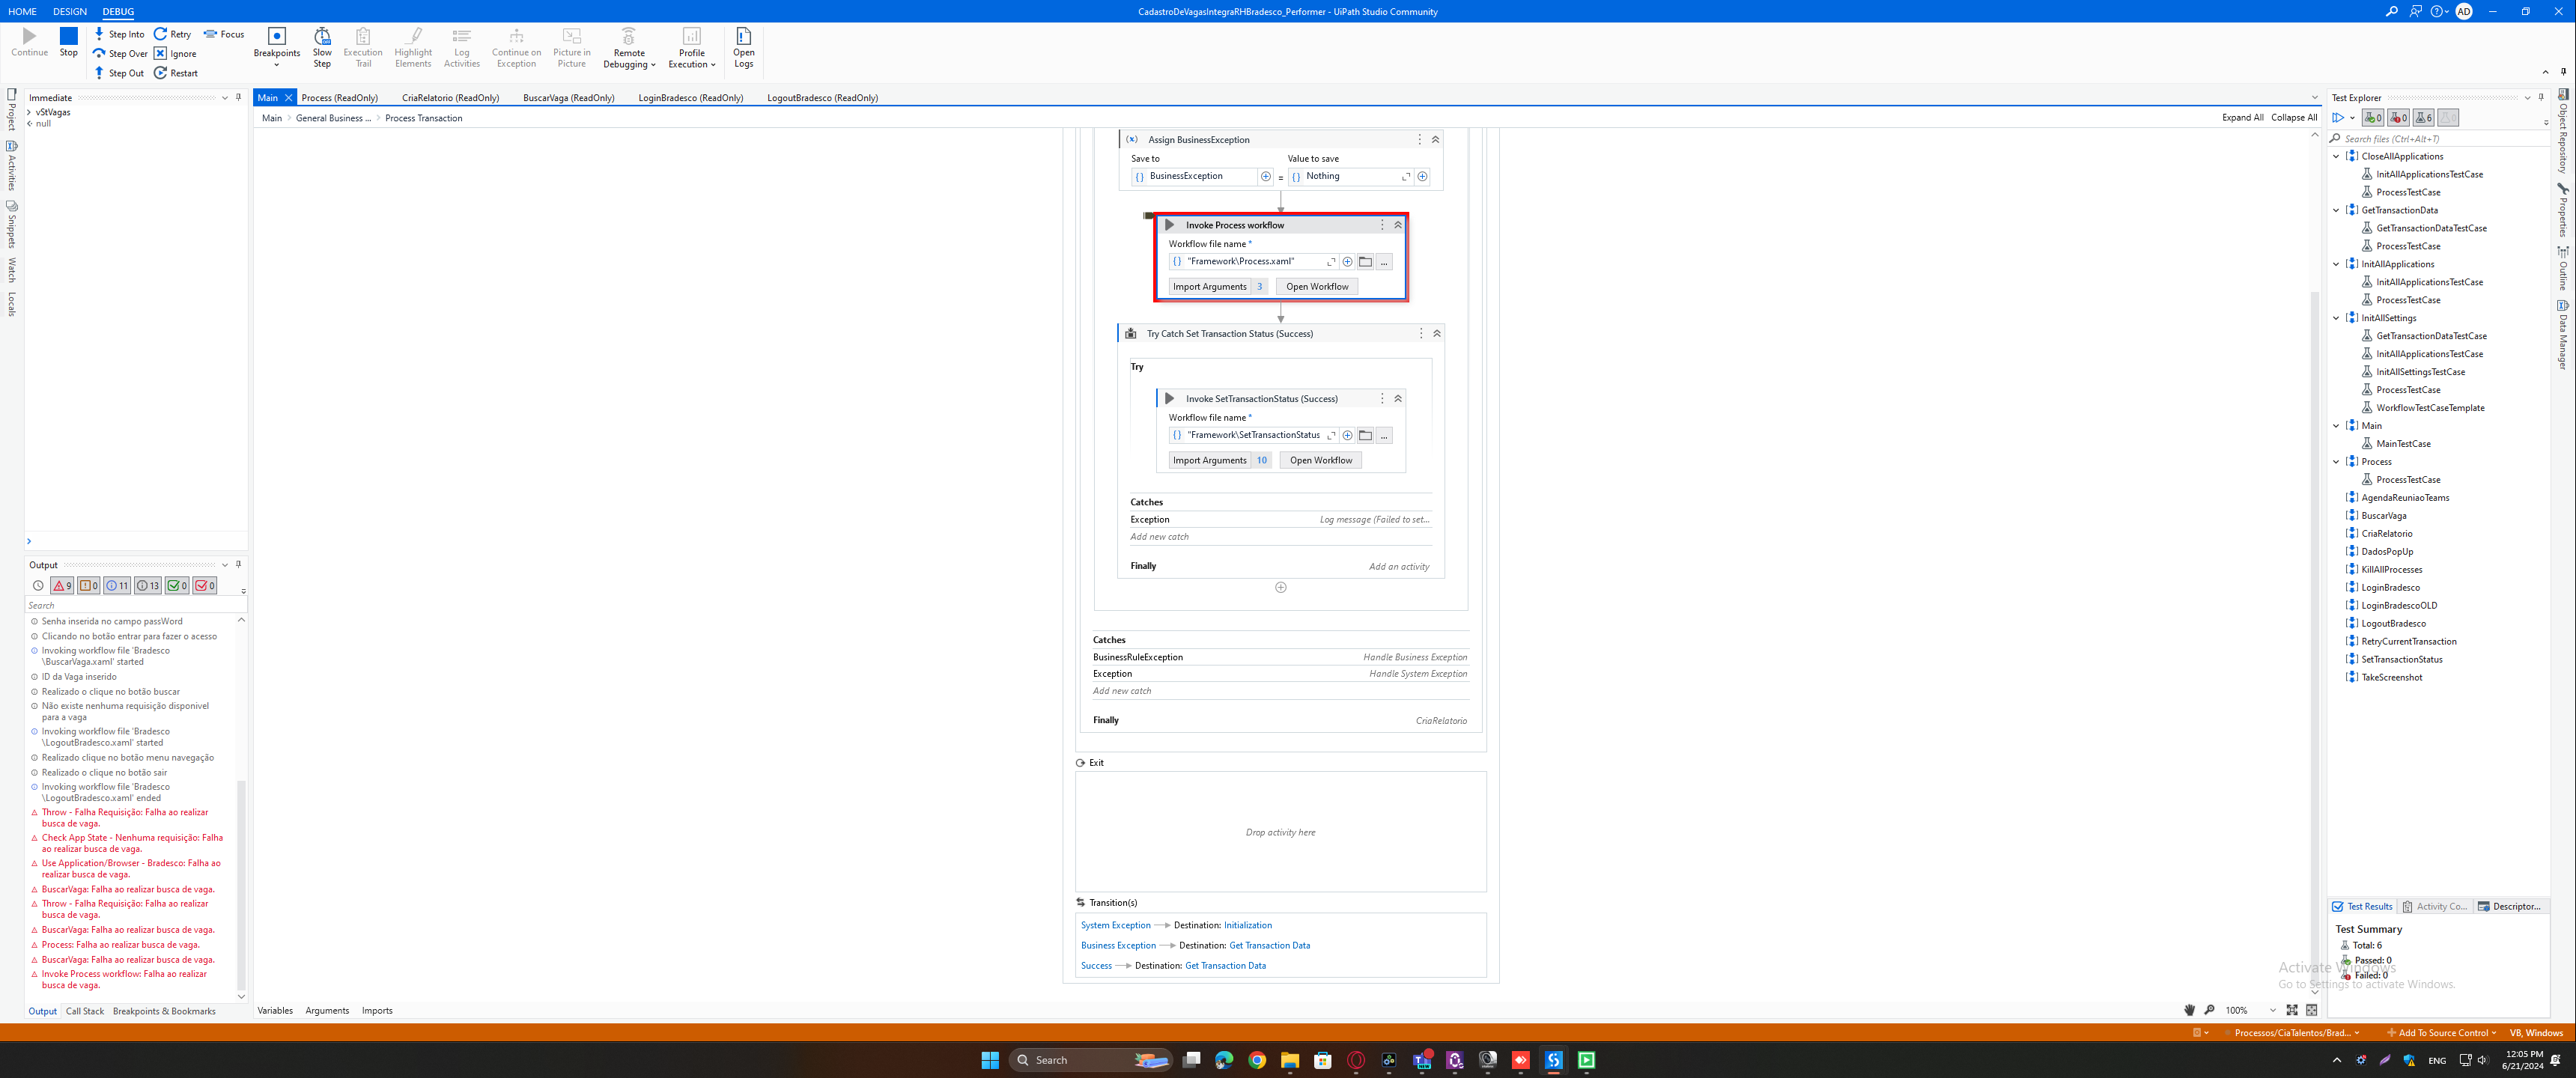 HOME DESIGN DEBUG
CadastroDeVagasIntegraRHBradesco_Performer - UiPath Studio Community
AD
Continue
Stop
Step Into
Step Over
Step Out
Retry
Ignore
Restart
Focus
Breakpoints
Slow Step
Execution Trail
Highlight Elements
Log Activities
Continue on Exception
Picture in Picture
Remote Debugging
Profile Execution
Open Logs
Project
Activities
Snippets
Watch
Locals
Immediate
vStVagas
null
Output
9 0 11 13 0 0
Search
Senha inserida no campo passWord
Clicando no botão entrar para fazer o acesso
Invoking workflow file 'Bradesco
\BuscarVaga.xaml' started
ID da Vaga inserido
Realizado o clique no botão buscar
Não existe nenhuma requisição disponivel
para a vaga
Invoking workflow file 'Bradesco
\LogoutBradesco.xaml' started
Realizado clique no botão menu navegação
Realizado o clique no botão sair
Invoking workflow file 'Bradesco
\LogoutBradesco.xaml' ended
Throw - Falha Requisição: Falha ao realizar
busca de vaga.
Check App State - Nenhuma requisição: Falha
ao realizar busca de vaga.
Use Application/Browser - Bradesco: Falha ao
realizar busca de vaga.
BuscarVaga: Falha ao realizar busca de vaga.
Throw - Falha Requisição: Falha ao realizar
busca de vaga.
BuscarVaga: Falha ao realizar busca de vaga.
Process: Falha ao realizar busca de vaga.
BuscarVaga: Falha ao realizar busca de vaga.
Invoke Process workflow: Falha ao realizar
busca de vaga.
Output Call Stack Breakpoints & Bookmarks
Main Process (ReadOnly) CriaRelatorio (ReadOnly) BuscarVaga (ReadOnly) LoginBradesco (ReadOnly) LogoutBradesco (ReadOnly)
Main > General Business ... > Process Transaction
Expand All Collapse All
Assign BusinessException
Save to Value to save
BusinessException = Nothing
Invoke Process workflow
Workflow file name *
"Framework\Process.xaml"
Import Arguments 3 Open Workflow
Try Catch Set Transaction Status (Success)
Try
Invoke SetTransactionStatus (Success)
Workflow file name *
"Framework\SetTransactionStatus
Import Arguments 10 Open Workflow
Catches
Exception Log message (Failed to set...
Add new catch
Finally Add an activity
Catches
BusinessRuleException Handle Business Exception
Exception Handle System Exception
Add new catch
Finally CriaRelatorio
Exit
Drop activity here
Transition(s)
System Exception Destination: Initialization
Business Exception Destination: Get Transaction Data
Success Destination: Get Transaction Data
Variables Arguments Imports
100%
Test Explorer
0 0 6
Search files (Ctrl+Alt+T)
CloseAllApplications
InitAllApplicationsTestCase
ProcessTestCase
GetTransactionData
GetTransactionDataTestCase
ProcessTestCase
InitAllApplications
InitAllApplicationsTestCase
ProcessTestCase
InitAllSettings
GetTransactionDataTestCase
InitAllApplicationsTestCase
InitAllSettingsTestCase
ProcessTestCase
WorkflowTestCaseTemplate
Main
MainTestCase
Process
ProcessTestCase
AgendaReuniaoTeams
BuscarVaga
CriaRelatorio
DadosPopUp
KillAllProcesses
LoginBradesco
LoginBradescoOLD
LogoutBradesco
RetryCurrentTransaction
SetTransactionStatus
TakeScreenshot
Test Results Activity Co... Descriptor...
Test Summary
Total: 6
Passed: 0
Failed: 0
Activate Windows
Go to Settings to activate Windows.
Object Repository
Properties
Outline
Data Manager
Processos/CiaTalentos/Brad... Add To Source Control VB, Windows
Search
ENG
12:05 PM
6/21/2024